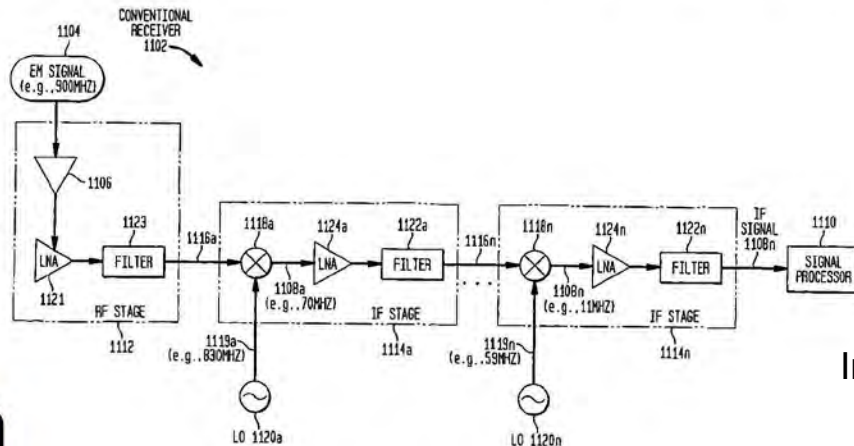 CONVENTIONAL
RECEIVER
1102
1104
EM SIGNAL
(e.g.,900MHZ)
1106
LNA
1121
1123
FILTER
RF STAGE
1112
1116a
1118a
1124a
LNA
1122a
FILTER
1108a
(e.g.,70MHZ)
IF STAGE
1114a
1119a
(e.g.,830MHZ)
LO 1120a
1116n
1118n
1124n
LNA
1122n
FILTER
1108n
(e.g.,11MHZ)
IF STAGE
1114n
1119n
(e.g.,59MHZ)
LO 1120n
IF
SIGNAL
1108n
1110
SIGNAL
PROCESSOR